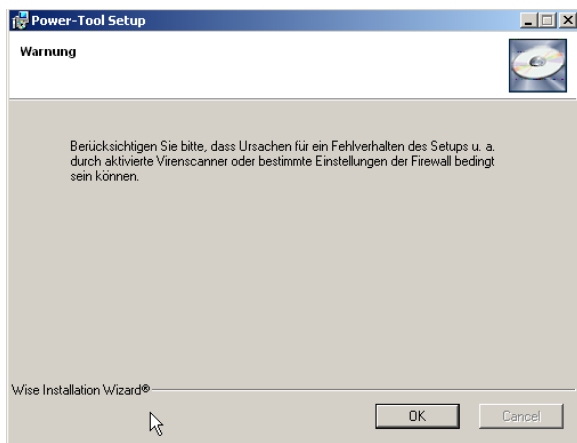 Power-Tool Setup
Warnung
Berücksichtigen Sie bitte, dass Ursachen für ein Fehlverhalten des Setups u. a.
durch aktivierte Virenscanner oder bestimmte Einstellungen der Firewall bedingt
sein können.
Wise Installation Wizard®
OK
Cancel